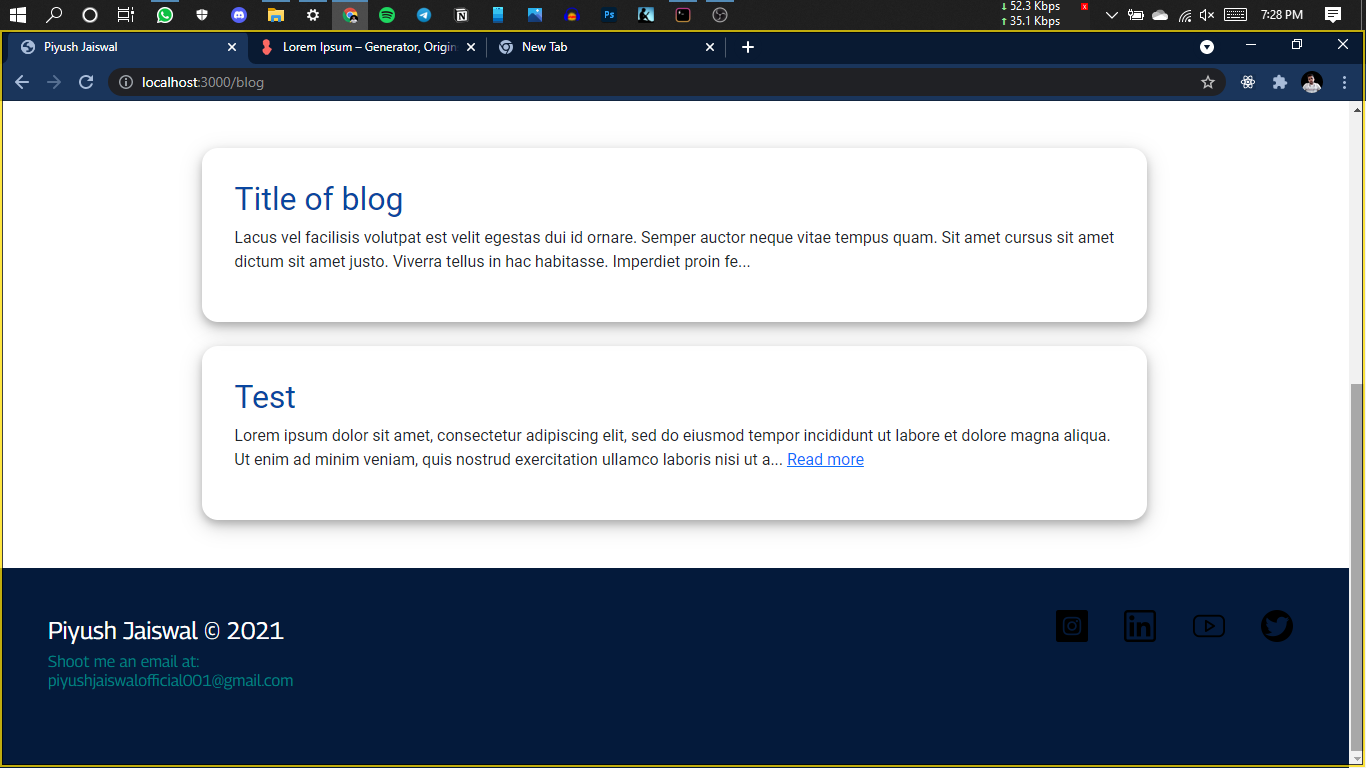 52.3 Kbps
35.1 Kbps
7:28 PM
Piyush Jaiswal
Lorem Ipsum – Generator, Origin
New Tab
localhost:3000/blog
Title of blog
Lacus vel facilisis volutpat est velit egestas dui id ornare. Semper auctor neque vitae tempus quam. Sit amet cursus sit amet
dictum sit amet justo. Viverra tellus in hac habitasse. Imperdiet proin fe...
Test
Lorem ipsum dolor sit amet, consectetur adipiscing elit, sed do eiusmod tempor incididunt ut labore et dolore magna aliqua.
Ut enim ad minim veniam, quis nostrud exercitation ullamco laboris nisi ut a... Read more
Piyush Jaiswal © 2021
Shoot me an email at:
piyushjaiswalofficial001@gmail.com